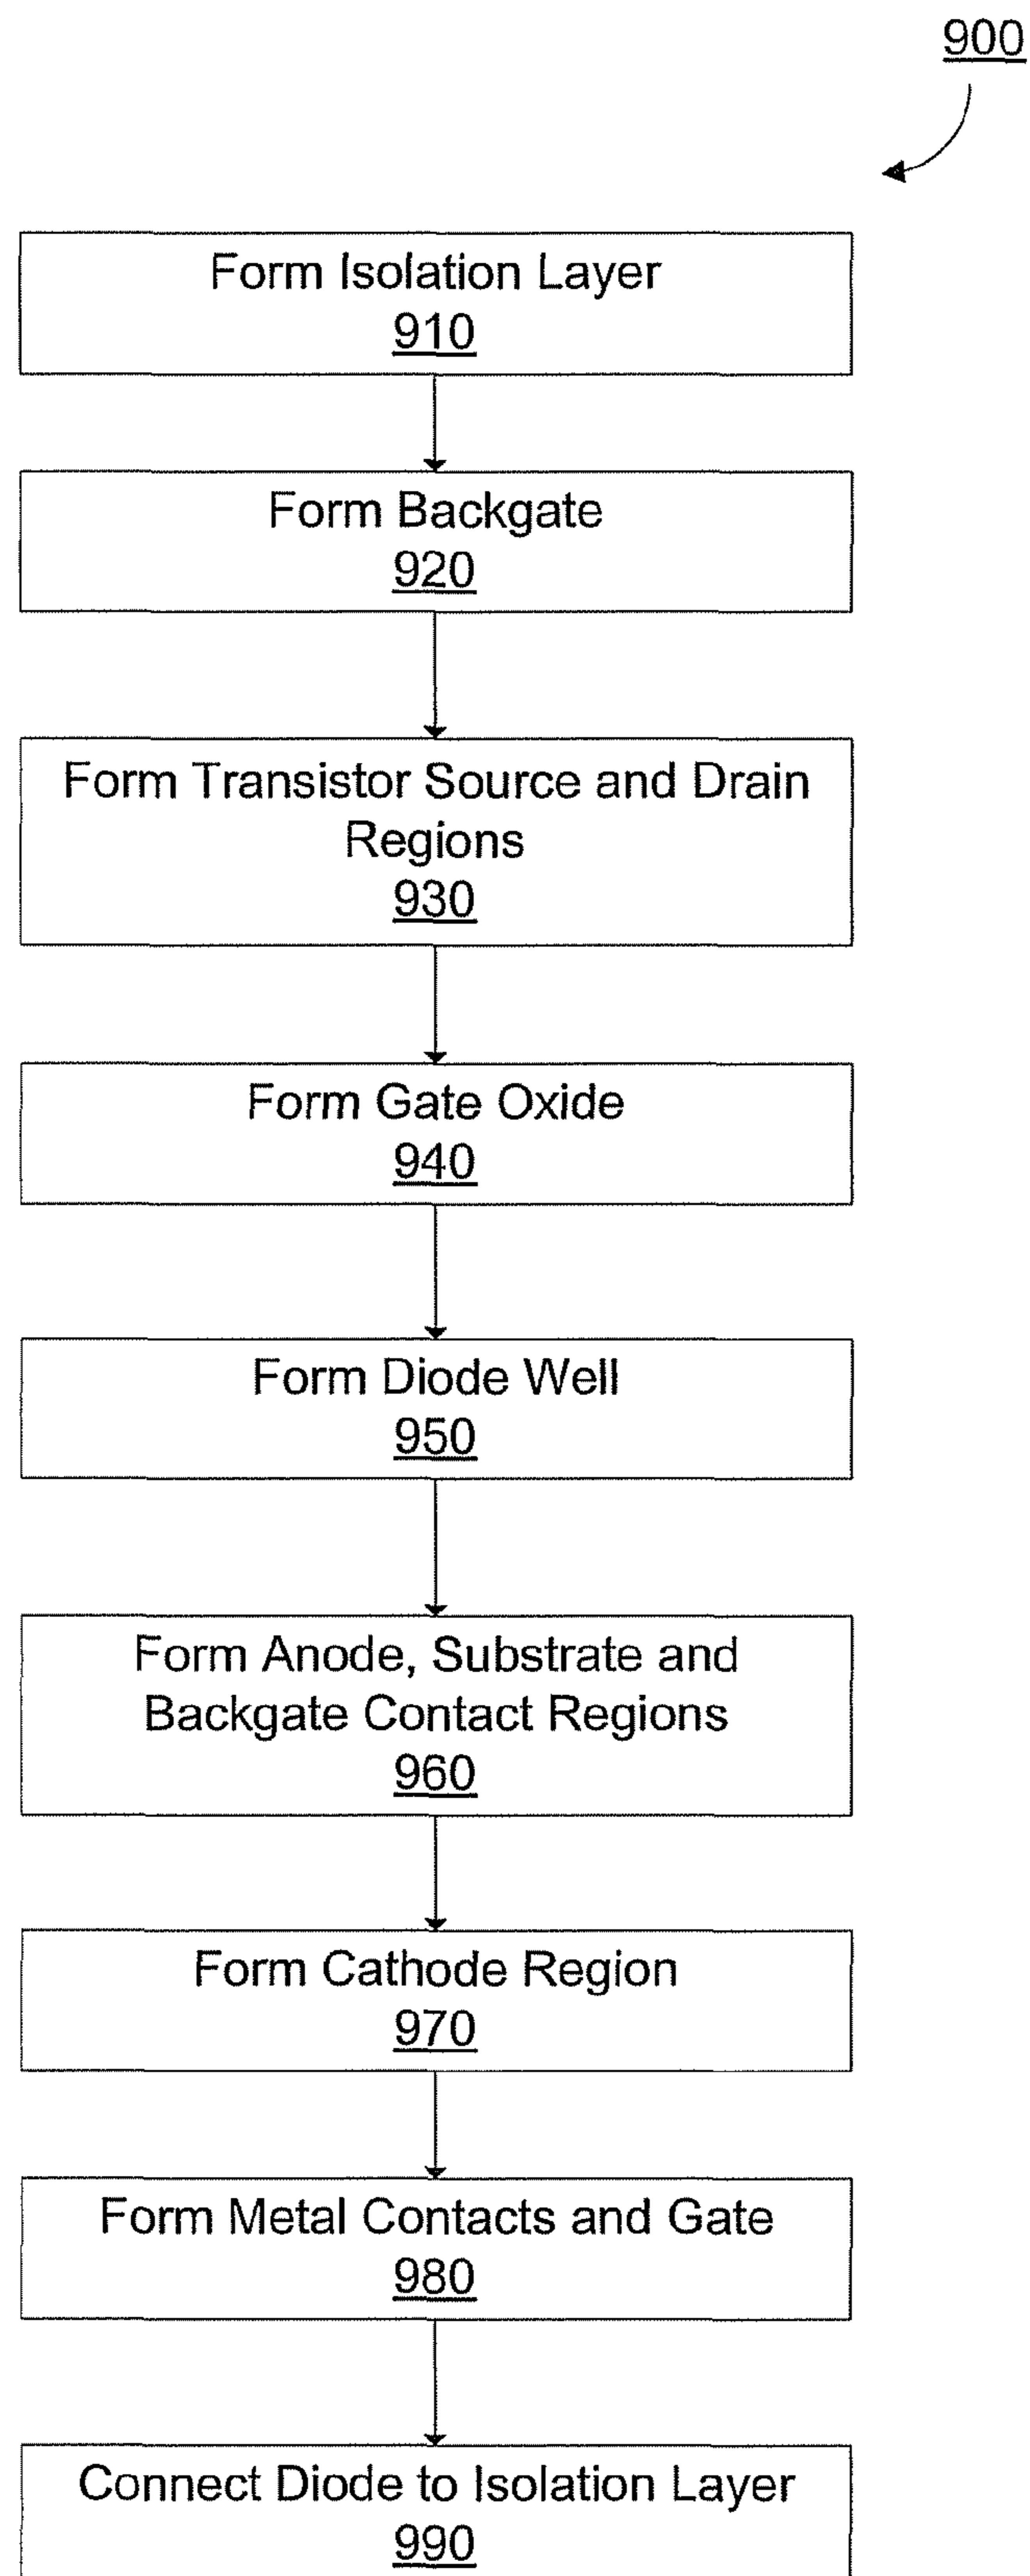 900
Form Isolation Layer
910
Form Backgate
920
Form Transistor Source and Drain
Regions
930
Form Gate Oxide
940
Form Diode Well
950
Form Anode, Substrate and
Backgate Contact Regions
960
Form Cathode Region
970
Form Metal Contacts and Gate
980
Connect Diode to Isolation Layer
990